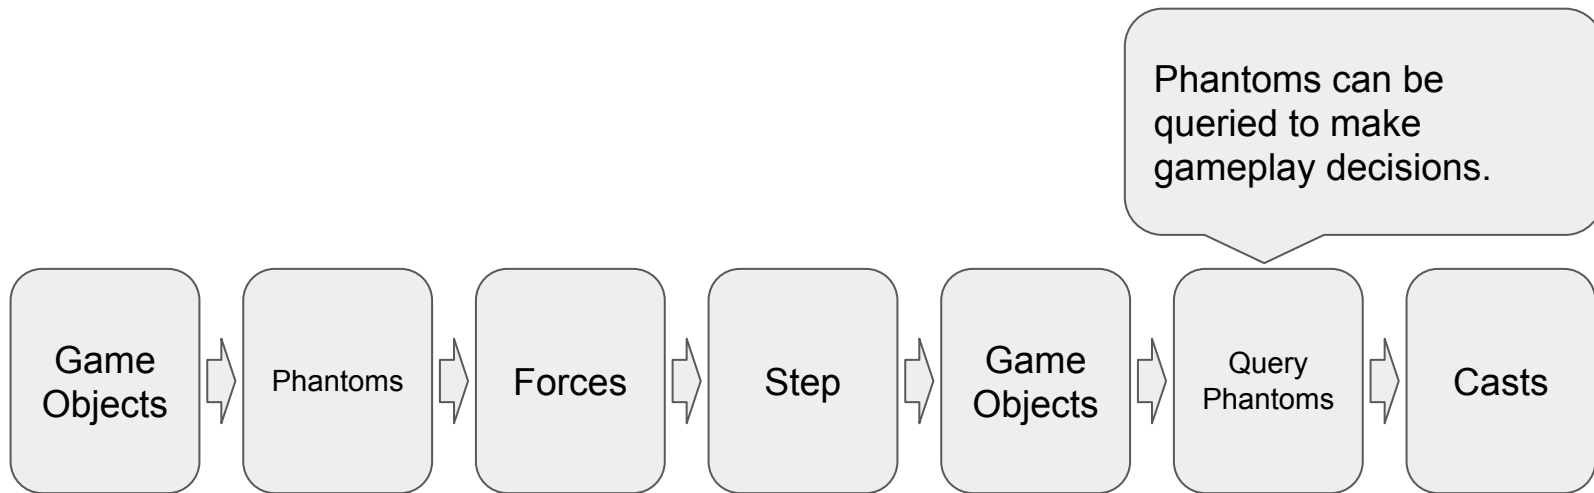 Phantoms can be
queried to make
gameplay decisions.
Game
Objects
Phantoms
Forces
Step
Game
Objects
Query
Phantoms
Casts